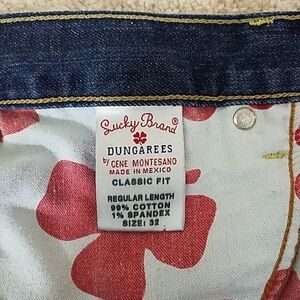 Lucky Brand®
DUNGAREES
by GENE MONTESANO
MADE IN MEXICO
CLASSIC FIT
REGULAR LENGTH
99% COTTON
1% SPANDEX
SIZE: 32